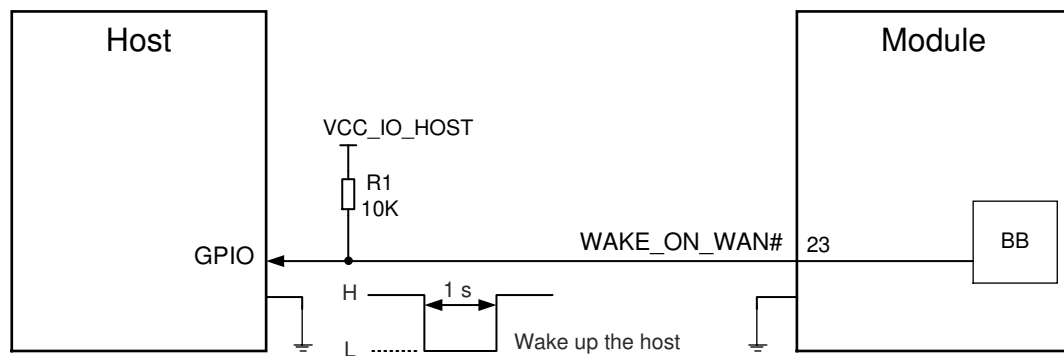 Host
Module
VCC_IO_HOST
R1
10K
GPIO
WAKE_ON_WAN#
23
BB
H
1 s
L
Wake up the host